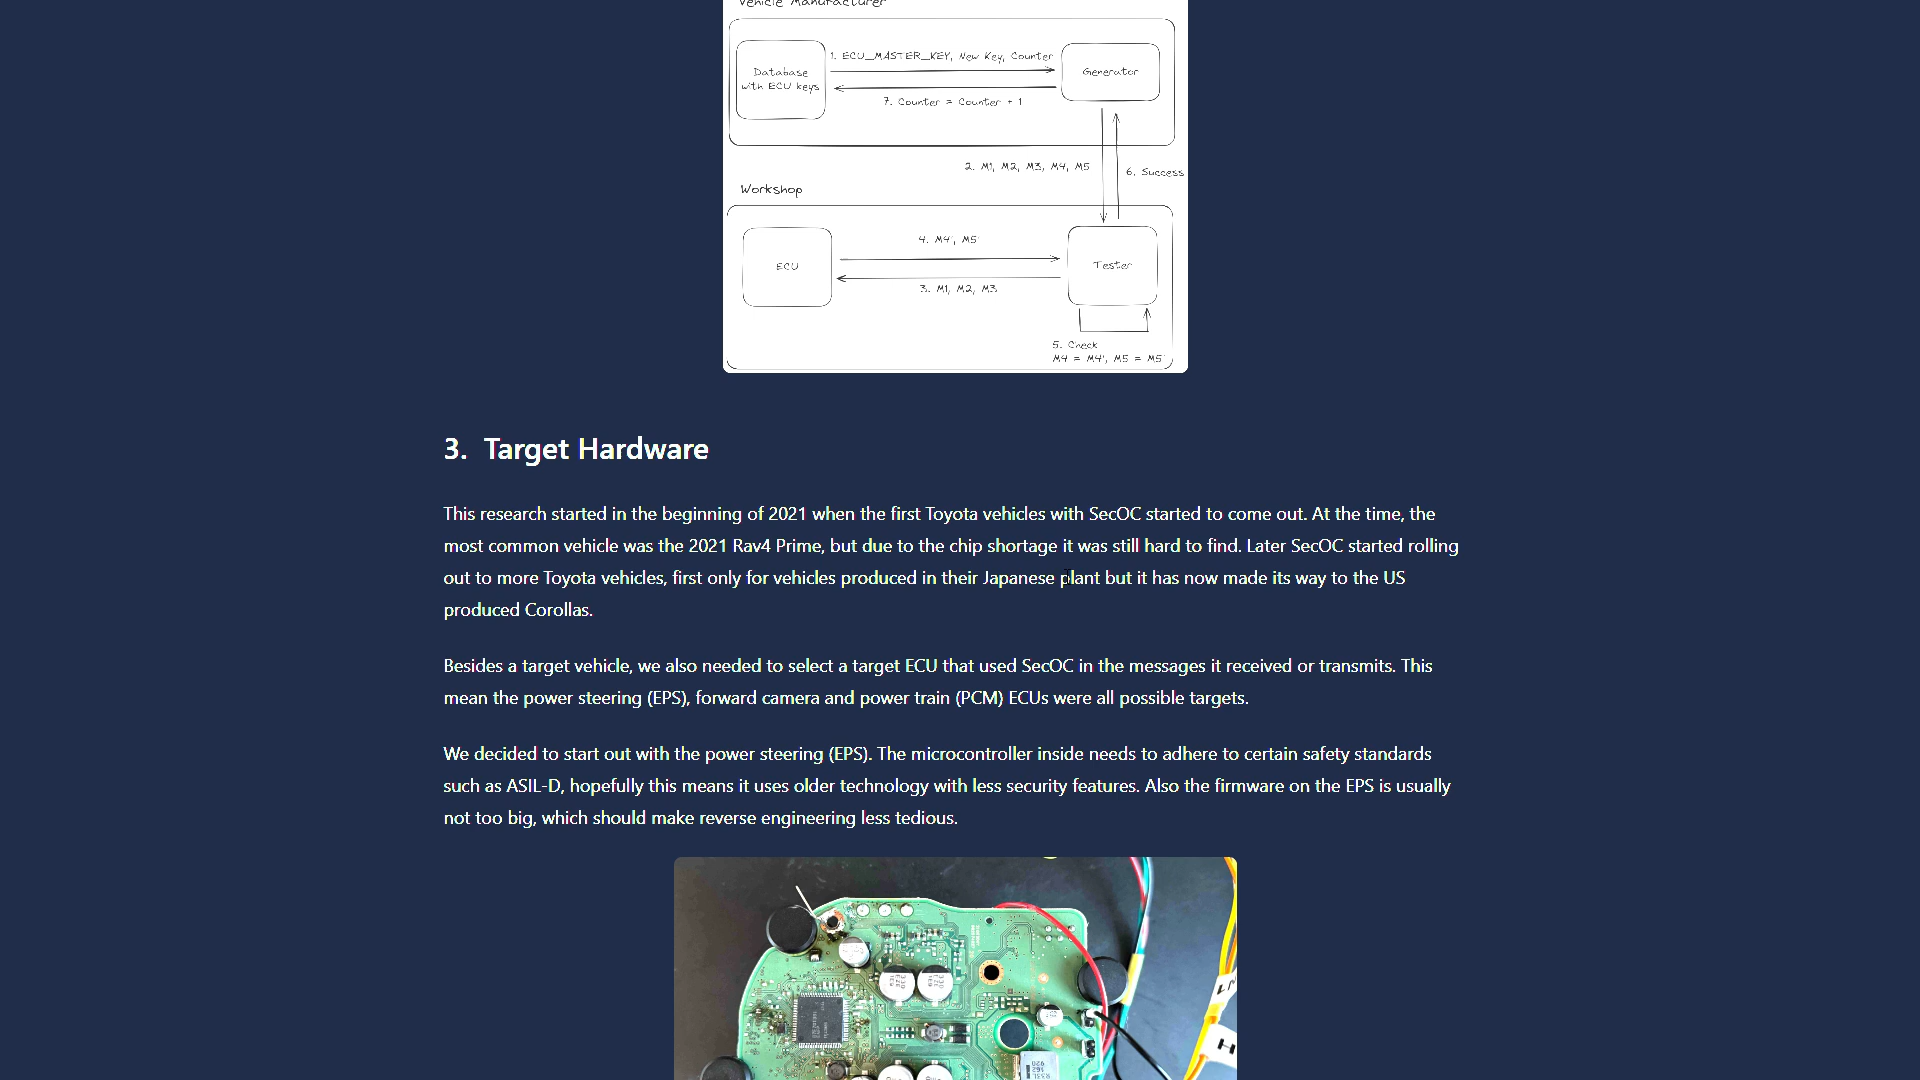 Vehicle Manufacturer
Database
with ECU keys
1. ECU_MASTER_KEY, New Key, Counter
Generator
7. Counter = Counter + 1
2. M1, M2, M3, M4, M5
6. Success
Workshop
ECU
4. M4', M5'
3. M1, M2, M3
Tester
5. Check
M4 = M4', M5 = M5'
3. Target Hardware
This research started in the beginning of 2021 when the first Toyota vehicles with SecOC started to come out. At the time, the
most common vehicle was the 2021 Rav4 Prime, but due to the chip shortage it was still hard to find. Later SecOC started rolling
out to more Toyota vehicles, first only for vehicles produced in their Japanese plant but it has now made its way to the US
produced Corollas.
Besides a target vehicle, we also needed to select a target ECU that used SecOC in the messages it received or transmits. This
mean the power steering (EPS), forward camera and power train (PCM) ECUs were all possible targets.
We decided to start out with the power steering (EPS). The microcontroller inside needs to adhere to certain safety standards
such as ASIL-D, hopefully this means it uses older technology with less security features. Also the firmware on the EPS is usually
not too big, which should make reverse engineering less tedious.
330
330
H